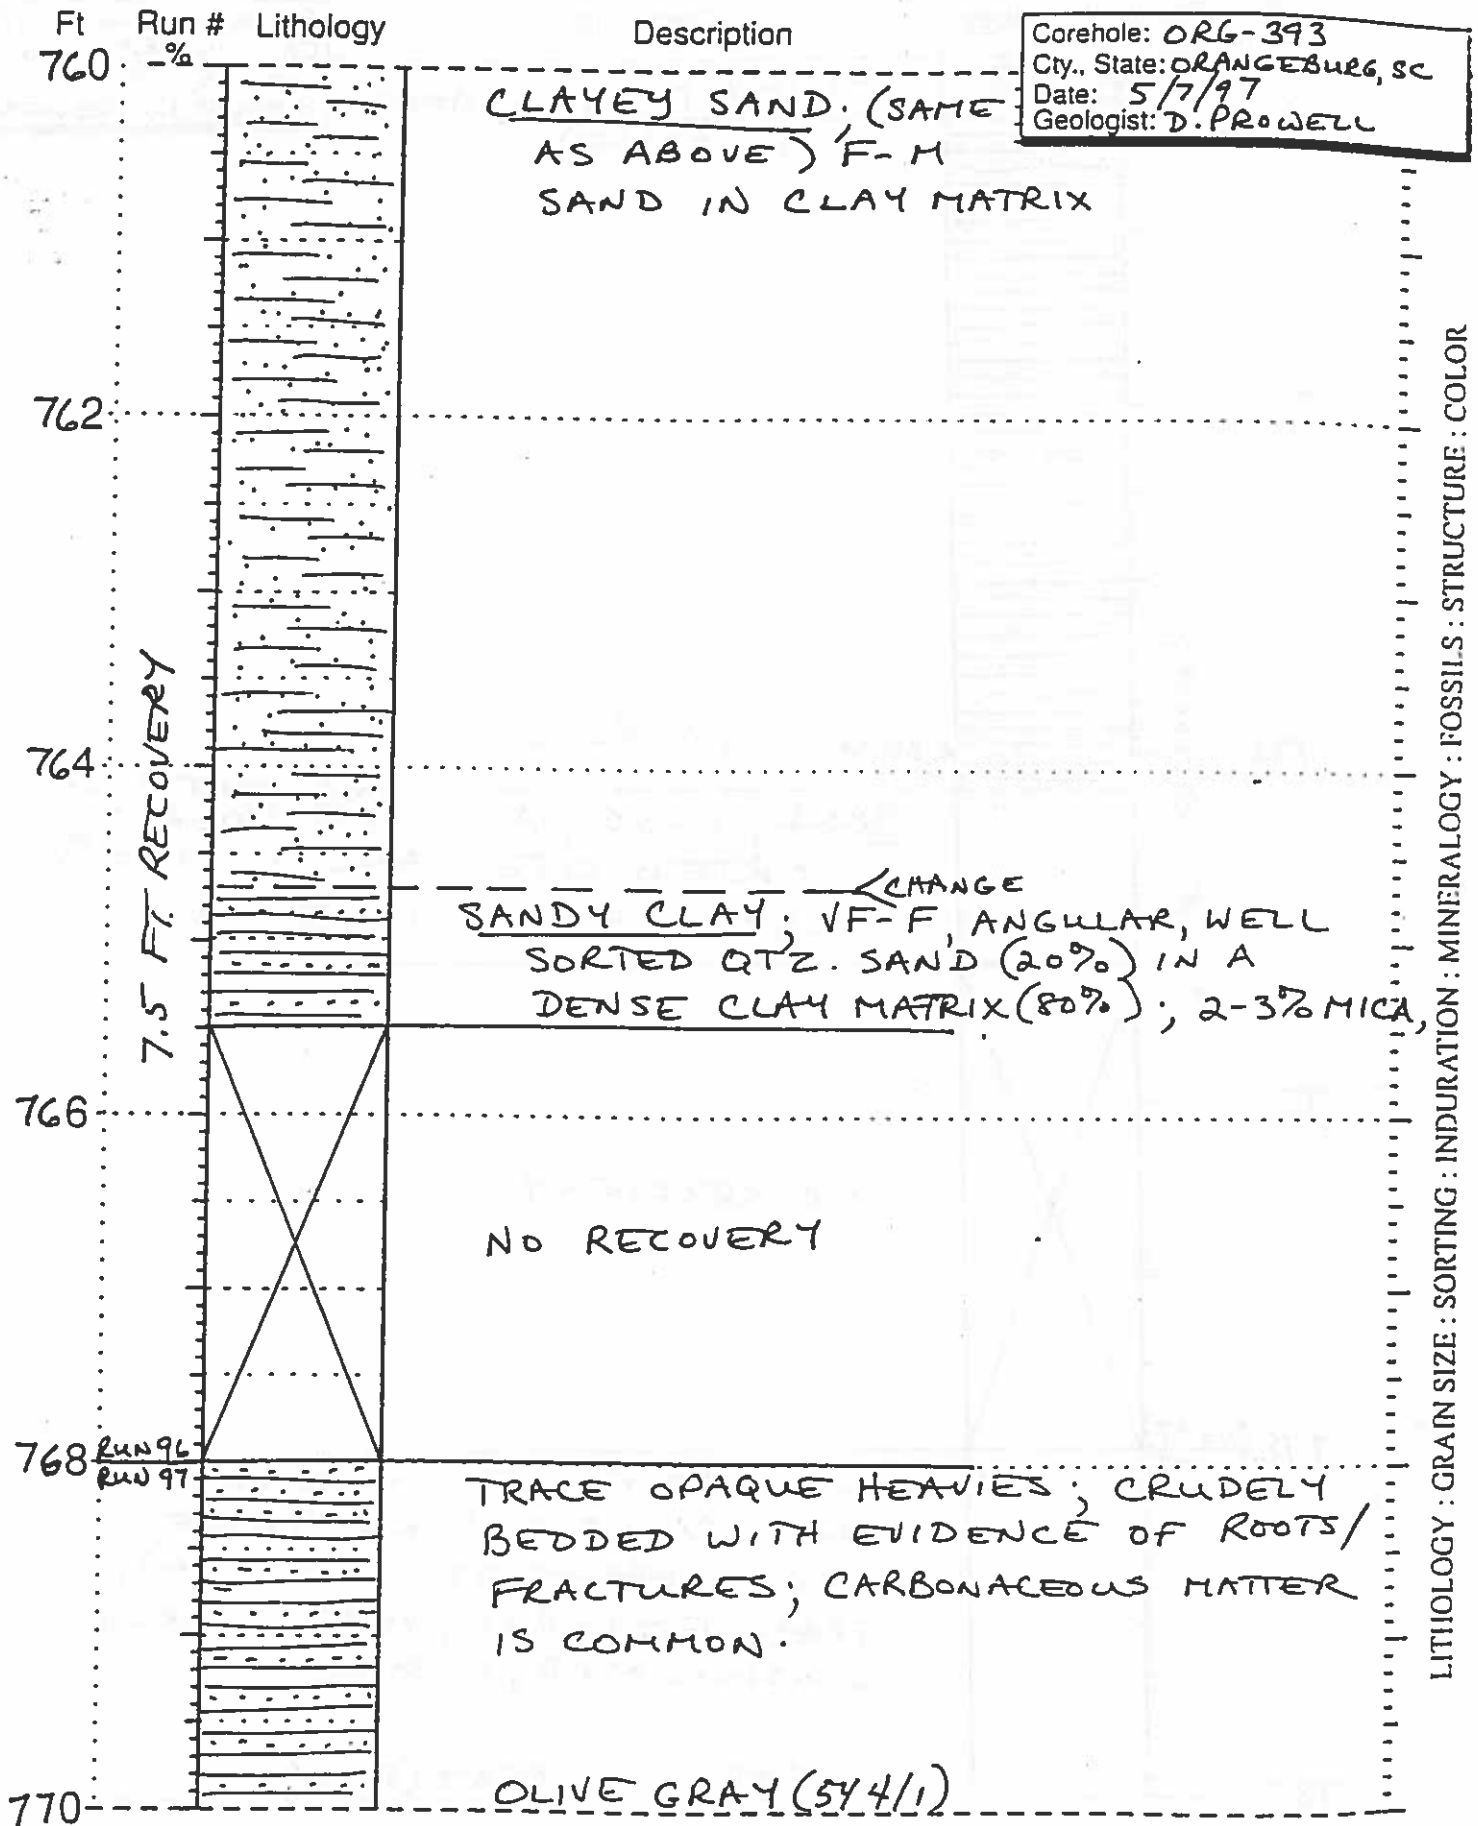 Ft Run # Lithology Description
-%
Corehole: ORG-393
Cty., State: ORANGEBURG, SC
Date: 5/7/97
Geologist: D. PROWELL
760
CLAYEY SAND; (SAME
AS ABOVE) F-M
SAND IN CLAY MATRIX
762
764
7.5 FT. RECOVERY
CHANGE
SANDY CLAY; VF-F, ANGULAR, WELL
SORTED QTZ. SAND (20%) IN A
DENSE CLAY MATRIX (80%); 2-3% MICA,
766
NO RECOVERY
RUN 96
768
RUN 97
TRACE OPAQUE HEAVIES; CRUDELY
BEDDED WITH EVIDENCE OF ROOTS/
FRACTURES; CARBONACEOUS MATTER
IS COMMON.
OLIVE GRAY (5Y 4/1)
770
LITHOLOGY : GRAIN SIZE : SORTING : INDURATION : MINERALOGY : FOSSILS : STRUCTURE : COLOR